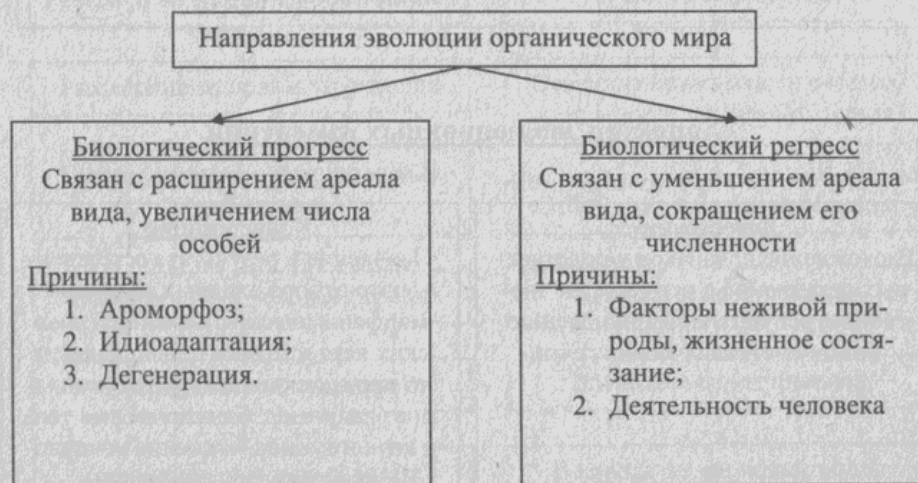 Направления эволюции органического мира
Биологический прогресс
Связан с расширением ареала
вида, увеличением числа
особей
Причины:
1. Ароморфоз;
2. Идиоадаптация;
3. Дегенерация.
Биологический регресс
Связан с уменьшением ареала
вида, сокращением его
численности
Причины:
1. Факторы неживой при-
роды, жизненное состя-
зание;
2. Деятельность человека